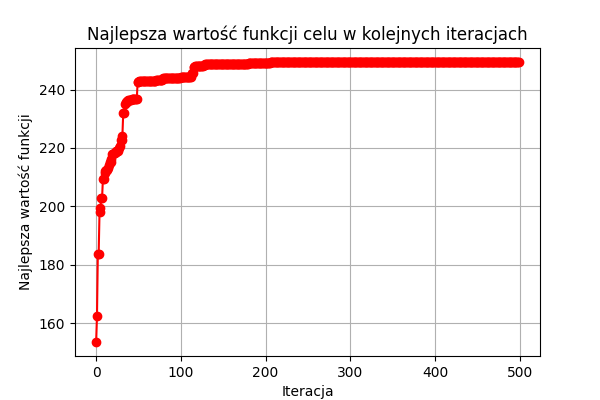 Najlepsza wartość funkcji celu w kolejnych iteracjach
Najlepsza wartość funkcji
240
220
200
180
160
0 100 200 300 400 500
Iteracja